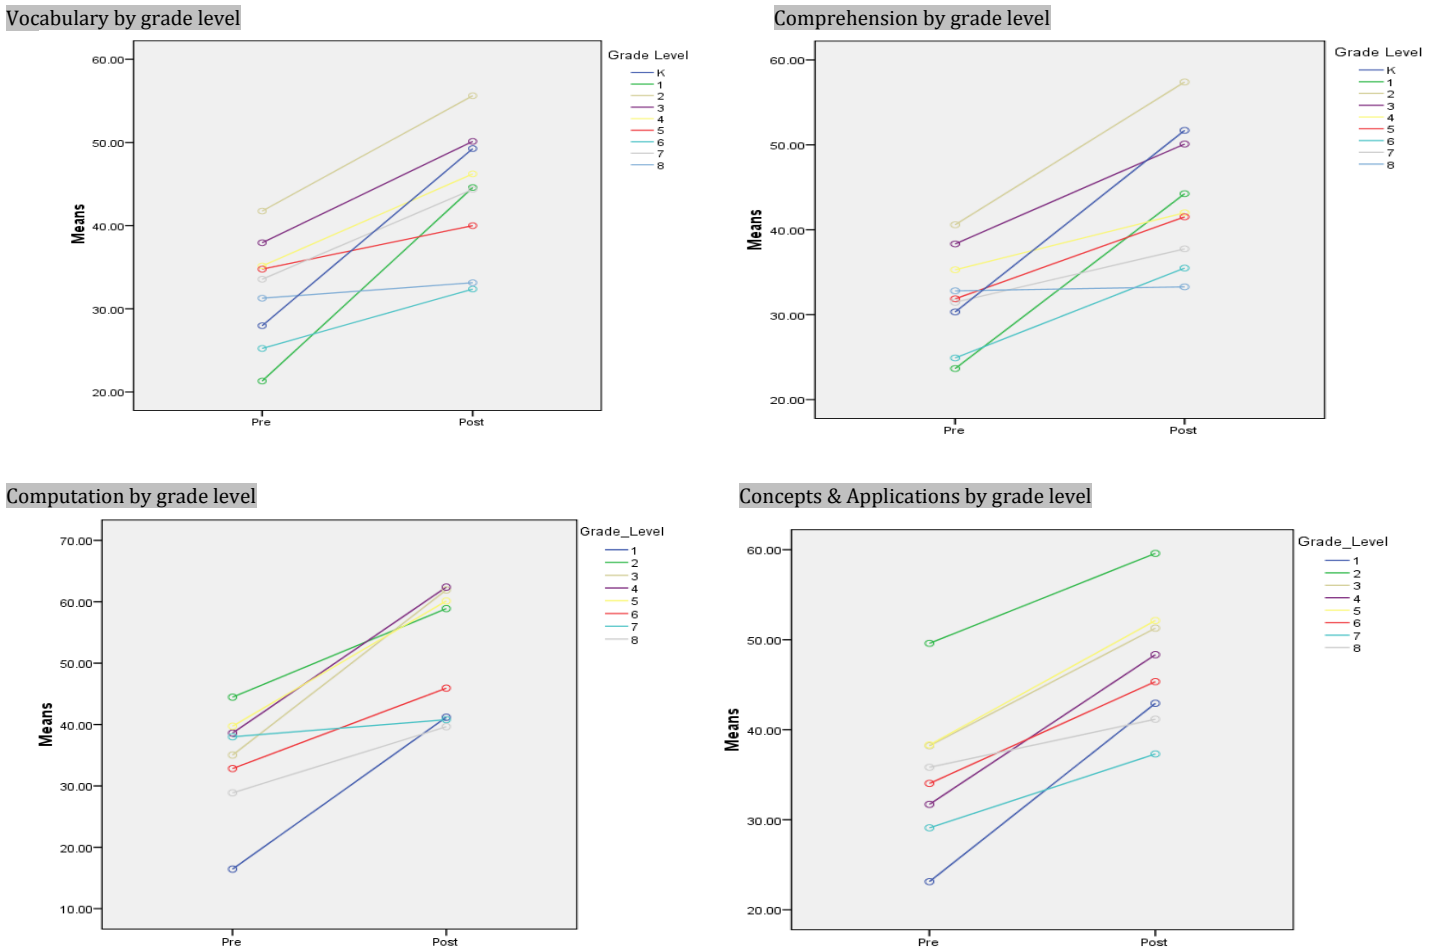 Vocabulary by grade level
60.00
50.00
40.00
30.00
20.00
Means
Pre
Post
Grade Level
K
1
2
3
4
5
6
7
8
Comprehension by grade level
60.00
50.00
40.00
30.00
20.00
Means
Pre
Post
Grade Level
K
1
2
3
4
5
6
7
8
Computation by grade level
70.00
60.00
50.00
40.00
30.00
20.00
10.00
Means
Pre
Post
Grade_Level
1
2
3
4
5
6
7
8
Concepts & Applications by grade level
60.00
50.00
40.00
30.00
20.00
Means
Pre
Post
Grade_Level
1
2
3
4
5
6
7
8